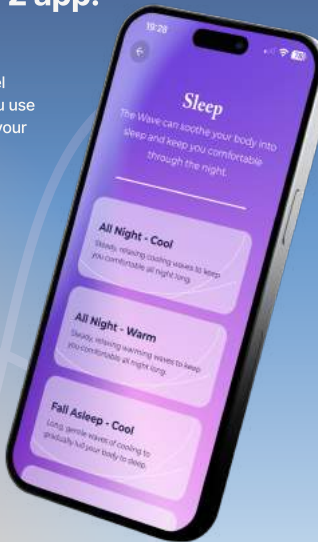 2 app.
el
u use
your
19:28
Sleep
The Wave can soothe your body into
sleep and keep you comfortable
through the night.
All Night - Cool
Steady, relaxing cooling waves to keep
you comfortable all night long.
All Night - Warm
Steady, relaxing warming waves to keep
you comfortable all night long.
Fall Asleep - Cool
Long, gentle waves of cooling to
gradually lull your body to sleep.